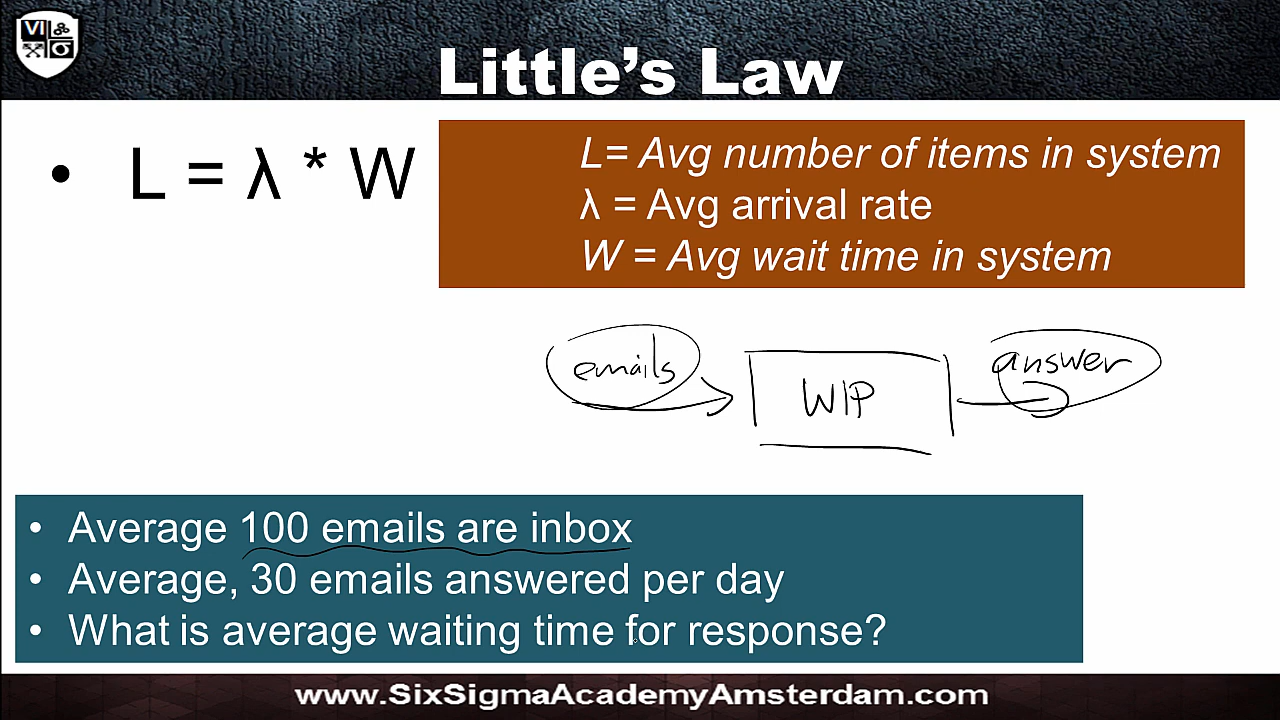 VI
Little's Law
• L = λ * W
L= Avg number of items in system
λ = Avg arrival rate
W = Avg wait time in system
emails
WIP
answer
• Average 100 emails are inbox
• Average, 30 emails answered per day
• What is average waiting time for response?
www.SixSigmaAcademyAmsterdam.com